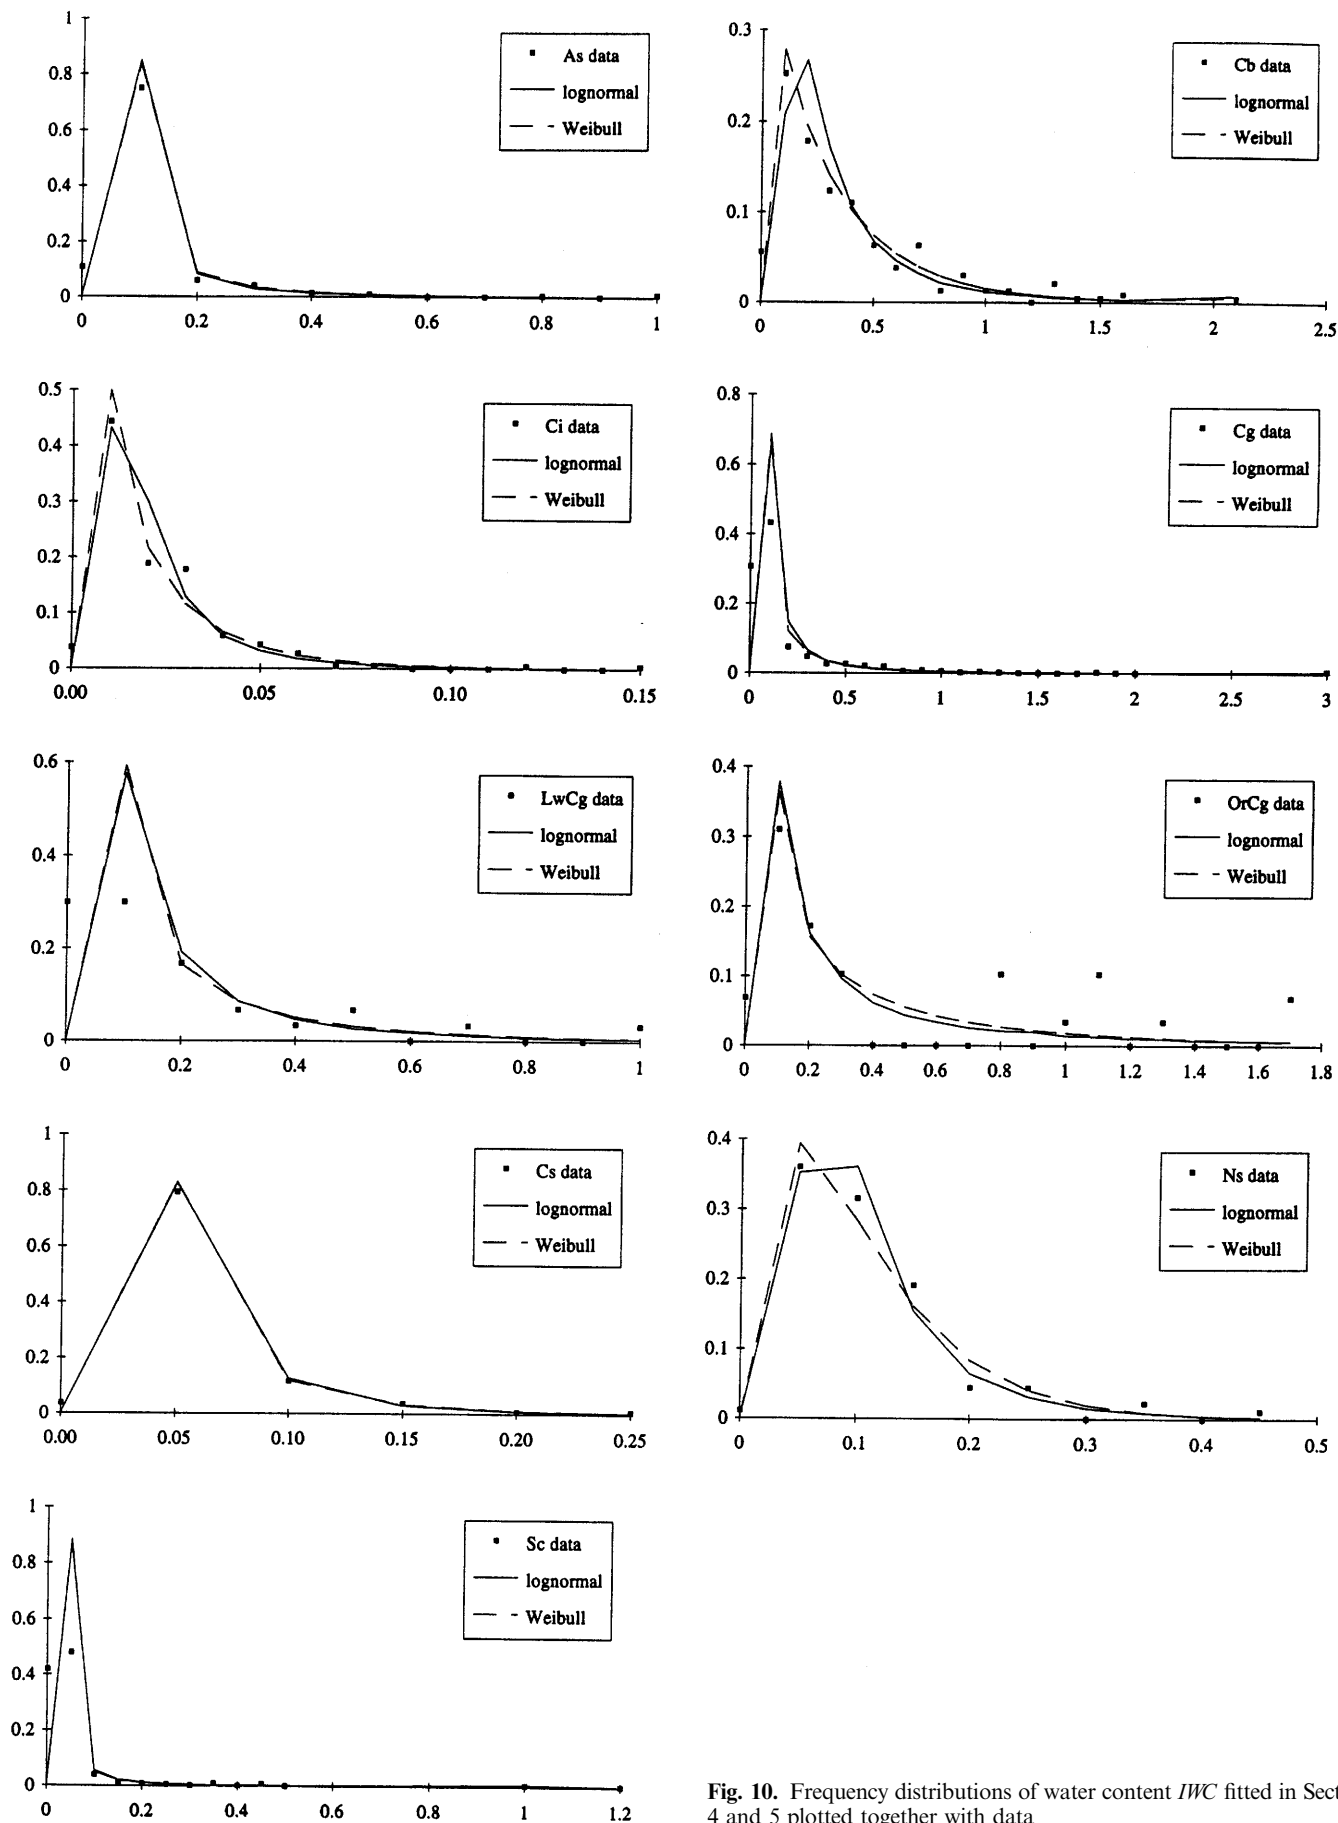 1
0.8
0.6
0.4
0.2
0
0 0.2 0.4 0.6 0.8 1
As data
lognormal
Weibull
0.3
0.2
0.1
0
0 0.5 1 1.5 2 2.5
Cb data
lognormal
Weibull
0.5
0.4
0.3
0.2
0.1
0
0.00 0.05 0.10 0.15
Ci data
lognormal
Weibull
0.8
0.6
0.4
0.2
0
0 0.5 1 1.5 2 2.5 3
Cg data
lognormal
Weibull
0.6
0.4
0.2
0
0 0.2 0.4 0.6 0.8 1
LwCg data
lognormal
Weibull
0.4
0.3
0.2
0.1
0
0 0.2 0.4 0.6 0.8 1 1.2 1.4 1.6 1.8
OrCg data
lognormal
Weibull
1
0.8
0.6
0.4
0.2
0
0.00 0.05 0.10 0.15 0.20 0.25
Cs data
lognormal
Weibull
0.4
0.3
0.2
0.1
0
0 0.1 0.2 0.3 0.4 0.5
Ns data
lognormal
Weibull
1
0.8
0.6
0.4
0.2
0
0 0.2 0.4 0.6 0.8 1 1.2
Sc data
lognormal
Weibull
Fig. 10. Frequency distributions of water content IWC fitted in Sect
4 and 5 plotted together with data